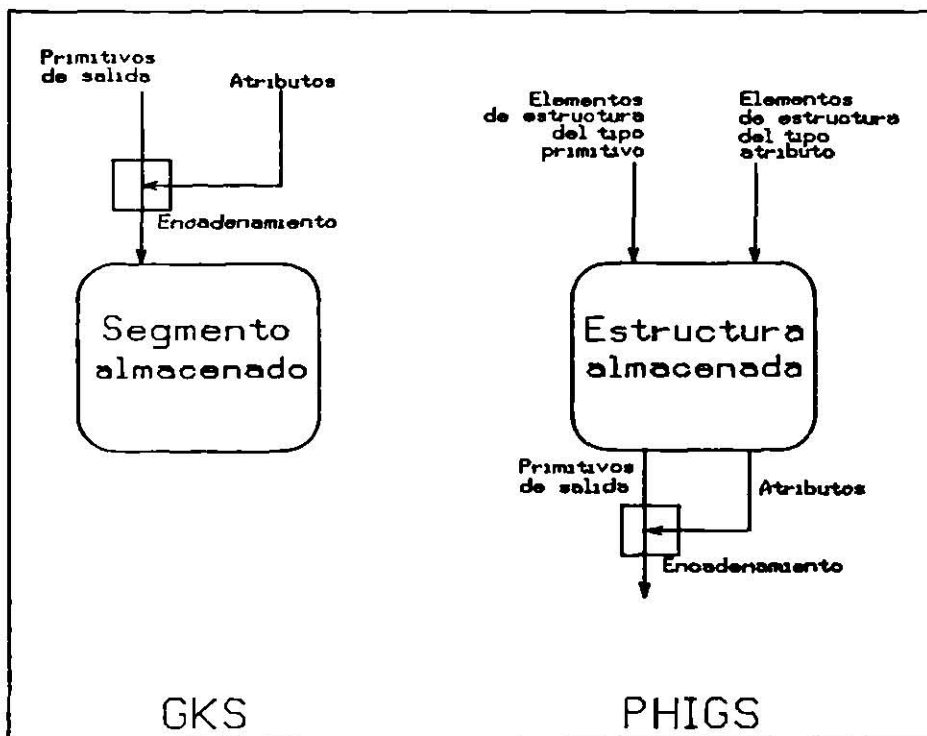 Primitivos
de salida
Atributos
Encadenamiento
Segmento
almacenado
GKS
Elementos
de estructura
del tipo
primitivo
Elementos
de estructura
del tipo
atributo
Estructura
almacenada
Primitivos
de salida
Atributos
Encadenamiento
PHIGS